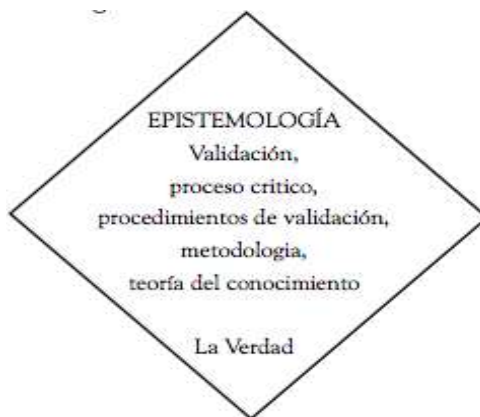 EPISTEMOLOGÍA
Validación,
proceso critico,
procedimientos de validación,
metodologia,
teoría del conocimiento
La Verdad